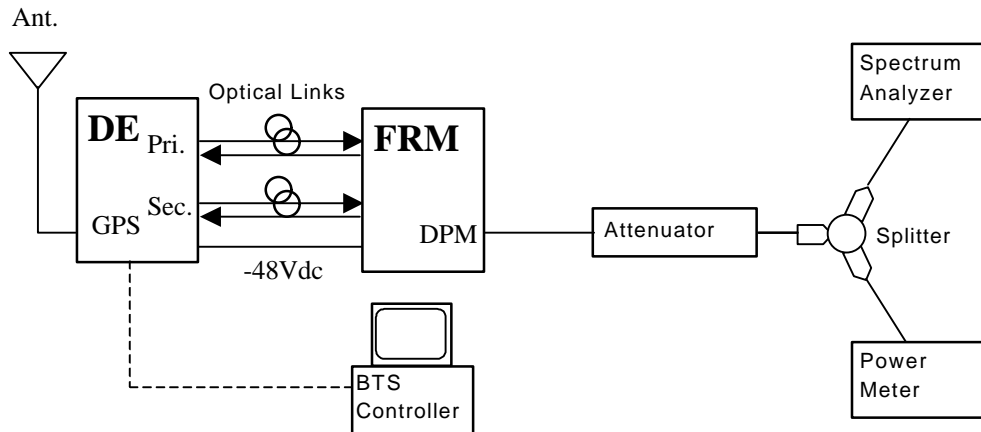 Ant.
Optical Links
DE
Pri.
Sec.
GPS
FRM
DPM
-48Vdc
Attenuator
Splitter
Spectrum
Analyzer
Power
Meter
BTS
Controller